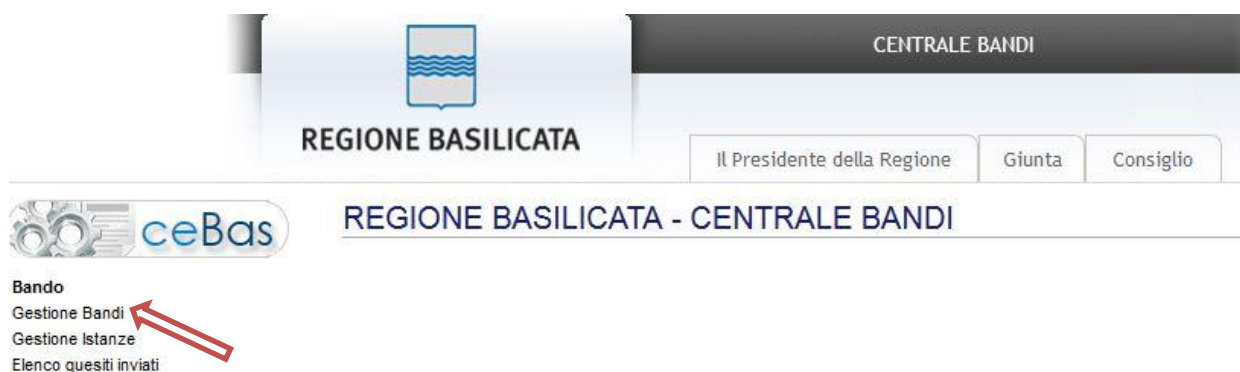 CENTRALE BANDI
REGIONE BASILICATA
Il Presidente della Regione
Giunta
Consiglio
ceBas
REGIONE BASILICATA - CENTRALE BANDI
Bando
Gestione Bandi
Gestione Istanze
Elenco quesiti inviati